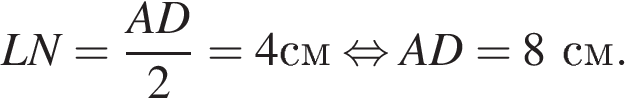 LN = AD/2 = 4см ⇔ AD = 8 см.